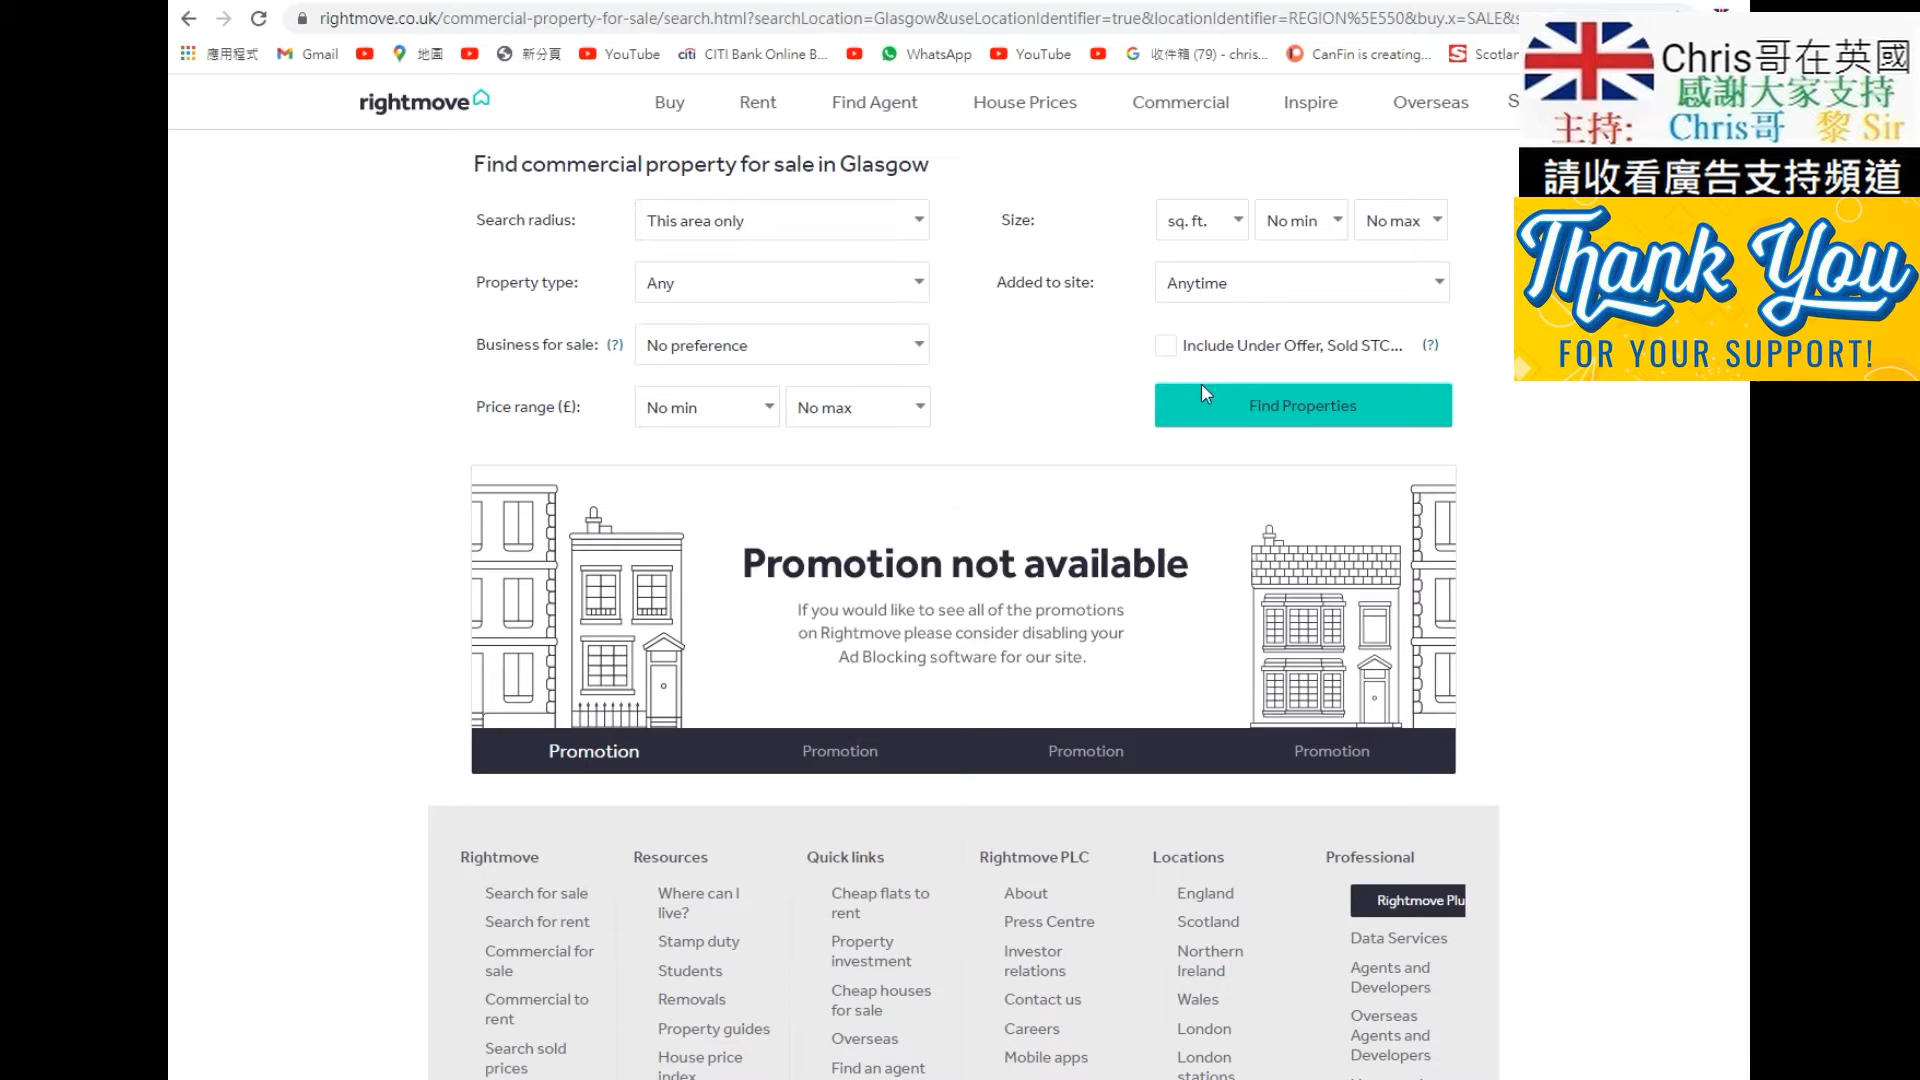 rightmove.co.uk/commercial-property-for-sale/search.html?searchLocation=Glasgow&useLocationIdentifier=true&locationIdentifier=REGION%5E550&buy.x=SALE&s
應用程式 Gmail 地圖 新分頁 YouTube citi CITI Bank Online B... WhatsApp YouTube G 收件箱 (79) - chris... CanFin is creating... S Scotlan
Chris哥在英國
感謝大家支持
主持: Chris哥 黎 Sir
請收看廣告支持頻道
Thank You
FOR YOUR SUPPORT!
rightmove Buy Rent Find Agent House Prices Commercial Inspire Overseas S
Find commercial property for sale in Glasgow
Search radius: This area only Size: sq. ft. No min No max
Property type: Any Added to site: Anytime
Business for sale: (?) No preference Include Under Offer, Sold STC... (?)
Price range (£): No min No max Find Properties
Promotion not available
If you would like to see all of the promotions
on Rightmove please consider disabling your
Ad Blocking software for our site.
Promotion Promotion Promotion Promotion
Rightmove
Search for sale
Search for rent
Commercial for
sale
Commercial to
rent
Search sold
prices
Resources
Where can I
live?
Stamp duty
Students
Removals
Property guides
House price
index
Quick links
Cheap flats to
rent
Property
investment
Cheap houses
for sale
Overseas
Find an agent
Rightmove PLC
About
Press Centre
Investor
relations
Contact us
Careers
Mobile apps
Locations
England
Scotland
Northern
Ireland
Wales
London
London
stations
Professional
Rightmove Plu
Data Services
Agents and
Developers
Overseas
Agents and
Developers